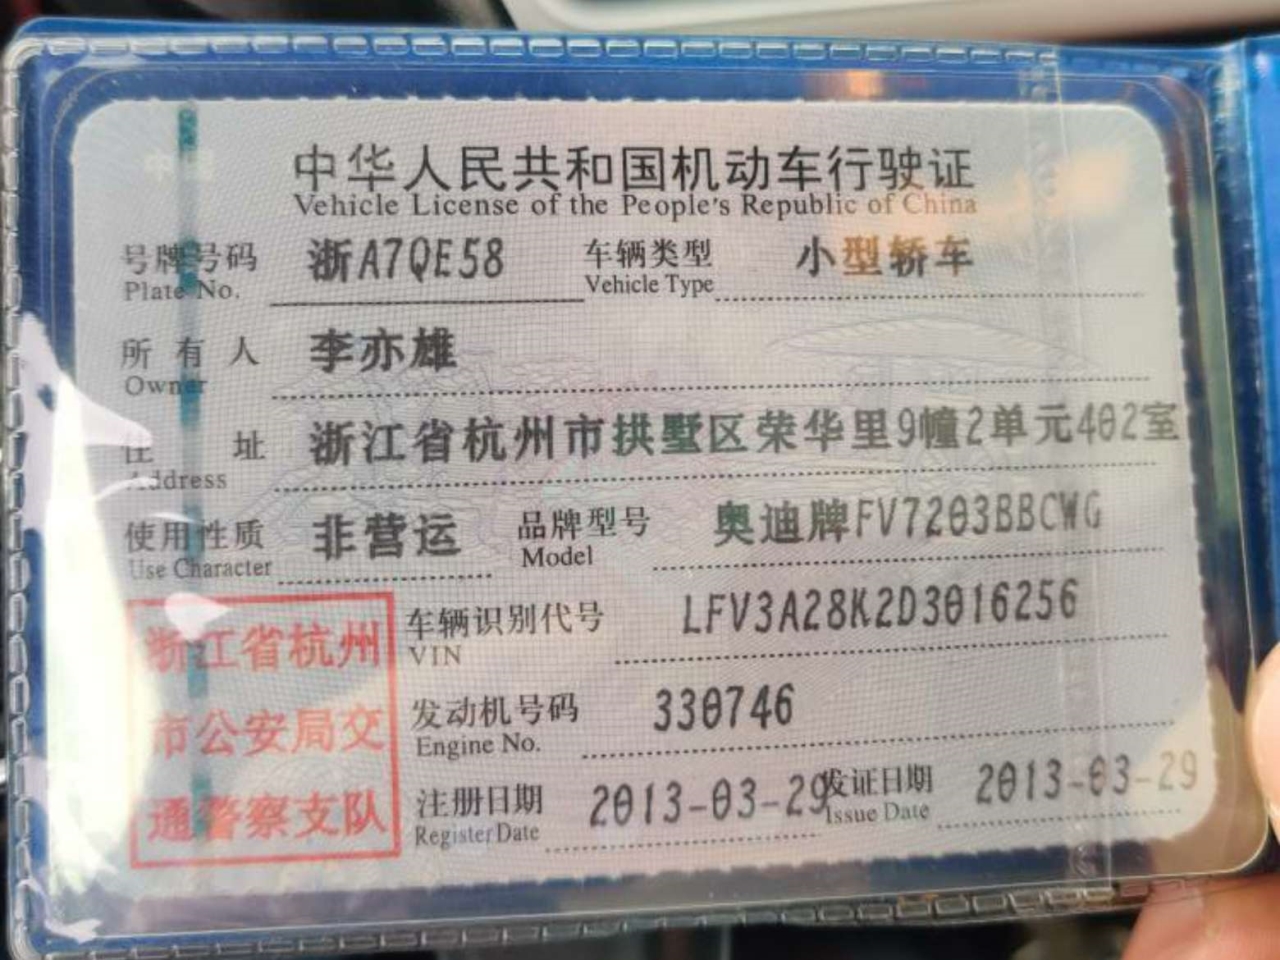 中华人民共和国机动车行驶证
Vehicle License of the People's Republic of China
号牌号码 浙A7QE58 车辆类型 小型轿车
Plate No. Vehicle Type
所有人 李亦雄
Owner
住址 浙江省杭州市拱墅区荣华里9幢2单元402室
Address
使用性质 非营运 品牌型号 奥迪牌FV7203BBCWG
Use Character Model
车辆识别代号 LFV3A28K2D3016256
VIN
发动机号码 330746
Engine No.
注册日期 2013-03-29 发证日期 2013-03-29
Register Date Issue Date
浙江省杭州
市公安局交
通警察支队